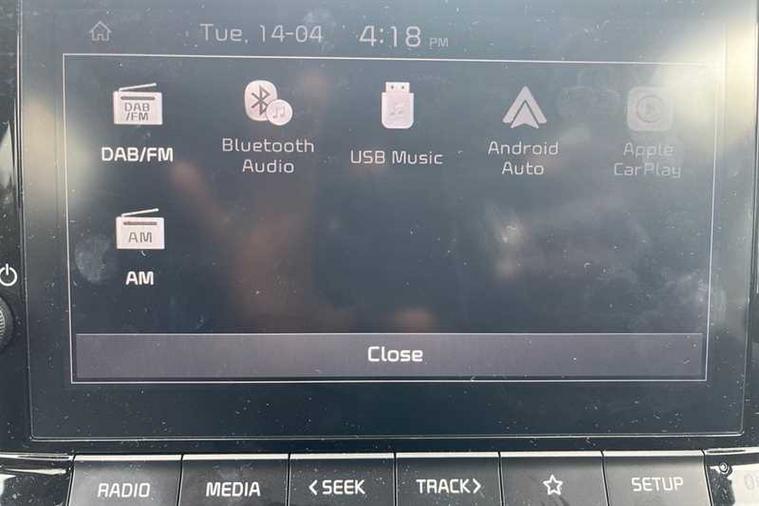 Tue, 14-04 4:18 PM
DAB
/FM
DAB/FM
Bluetooth
Audio
USB Music
Android
Auto
Apple
CarPlay
AM
AM
Close
RADIO
MEDIA
<SEEK
TRACK>
SETUP